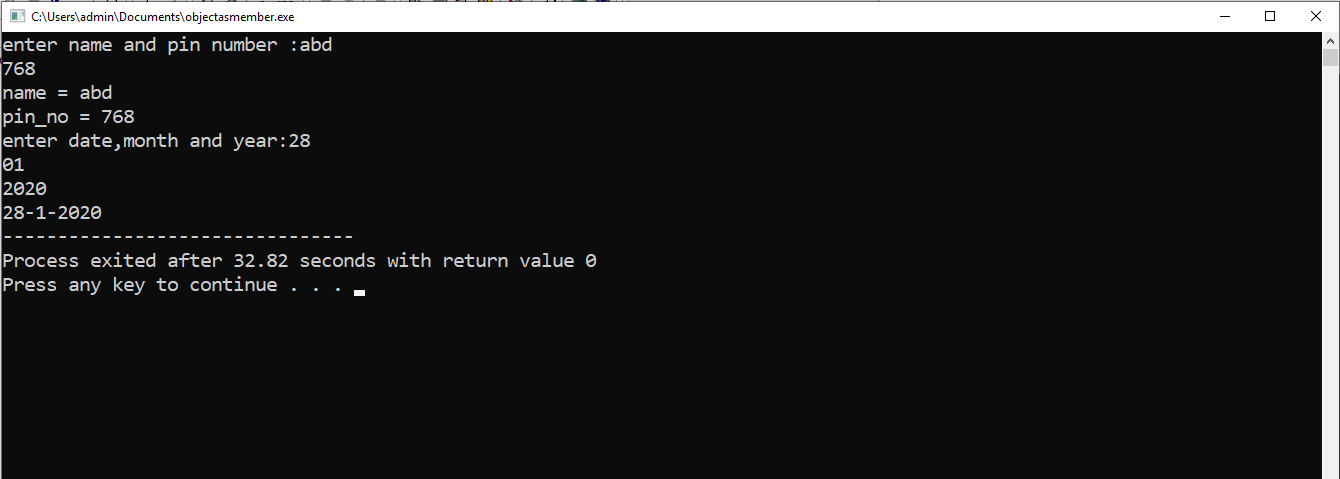 C:\Users\admin\Documents\objectasmember.exe
enter name and pin number :abd
768
name = abd
pin_no = 768
enter date,month and year:28
01
2020
28-1-2020
--------------------------------
Process exited after 32.82 seconds with return value 0
Press any key to continue . . .